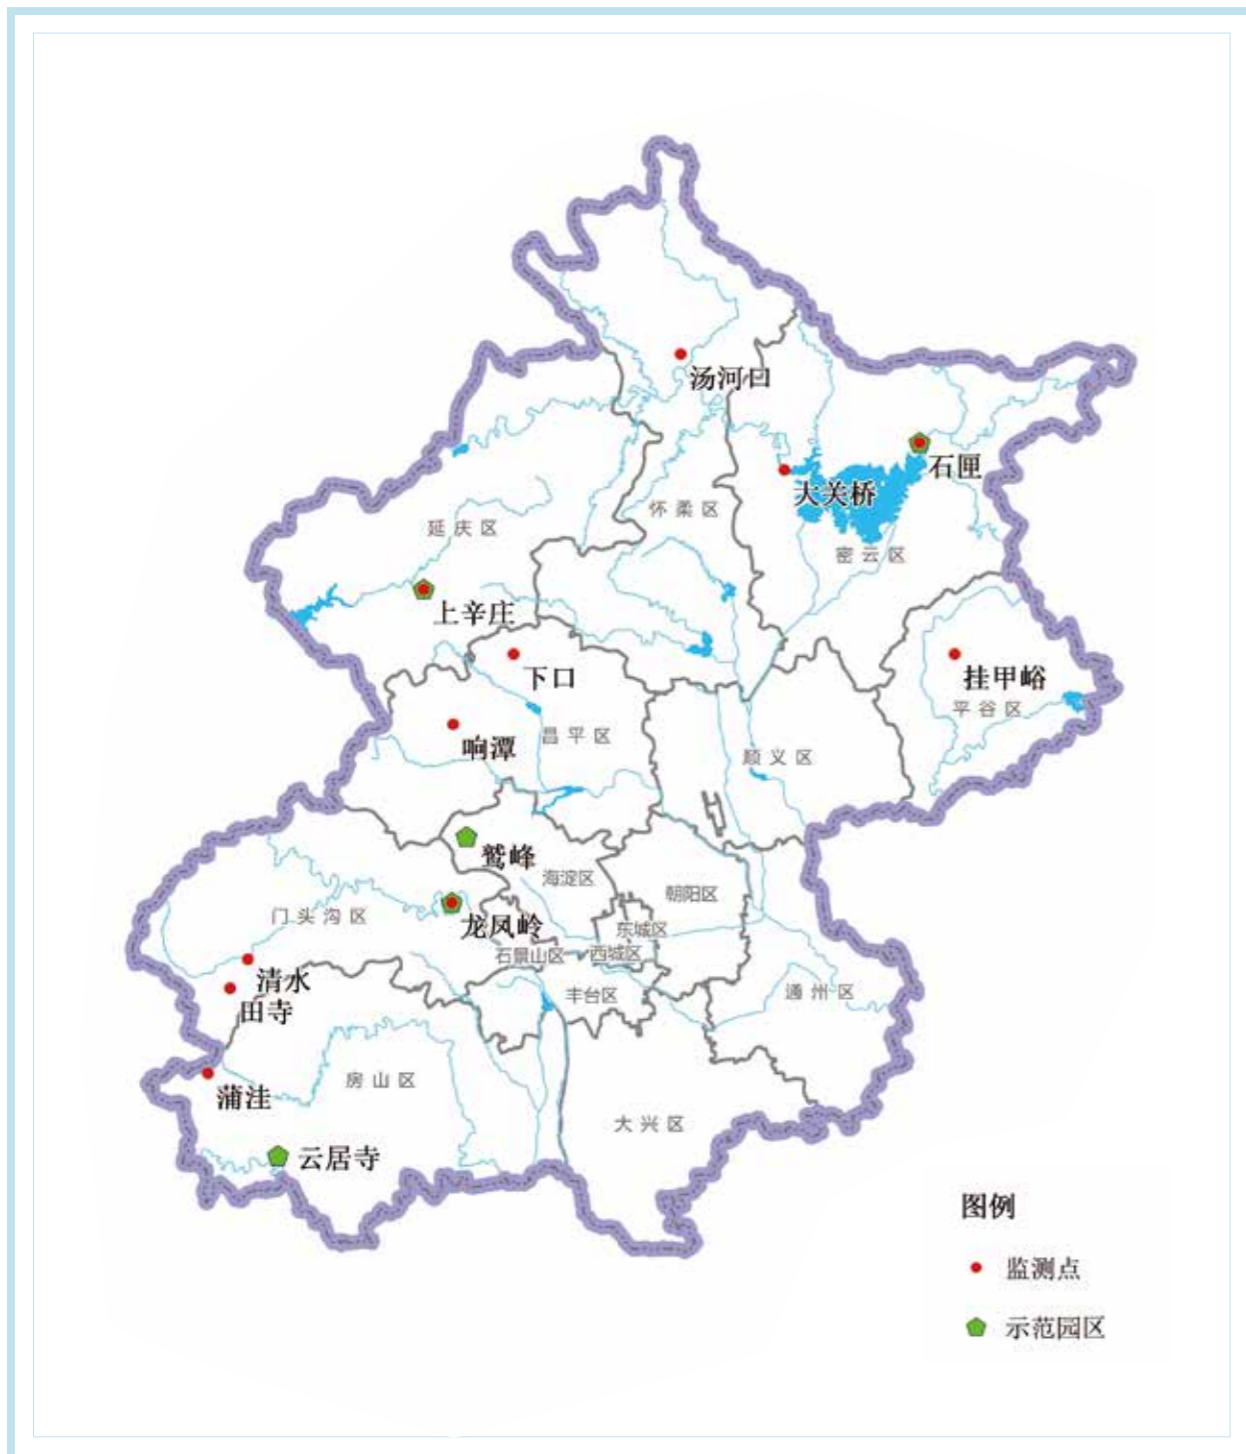 汤河口
石匣
大关桥
怀柔区
延庆区
密云区
上辛庄
下口
挂甲峪
平谷区
昌平区
响潭
顺义区
鹫峰
海淀区
朝阳区
门头沟区
龙凤岭
东城区
石景山区
西城区
清水
田寺
丰台区
通州区
房山区
蒲洼
大兴区
云居寺
图例
监测点
示范园区